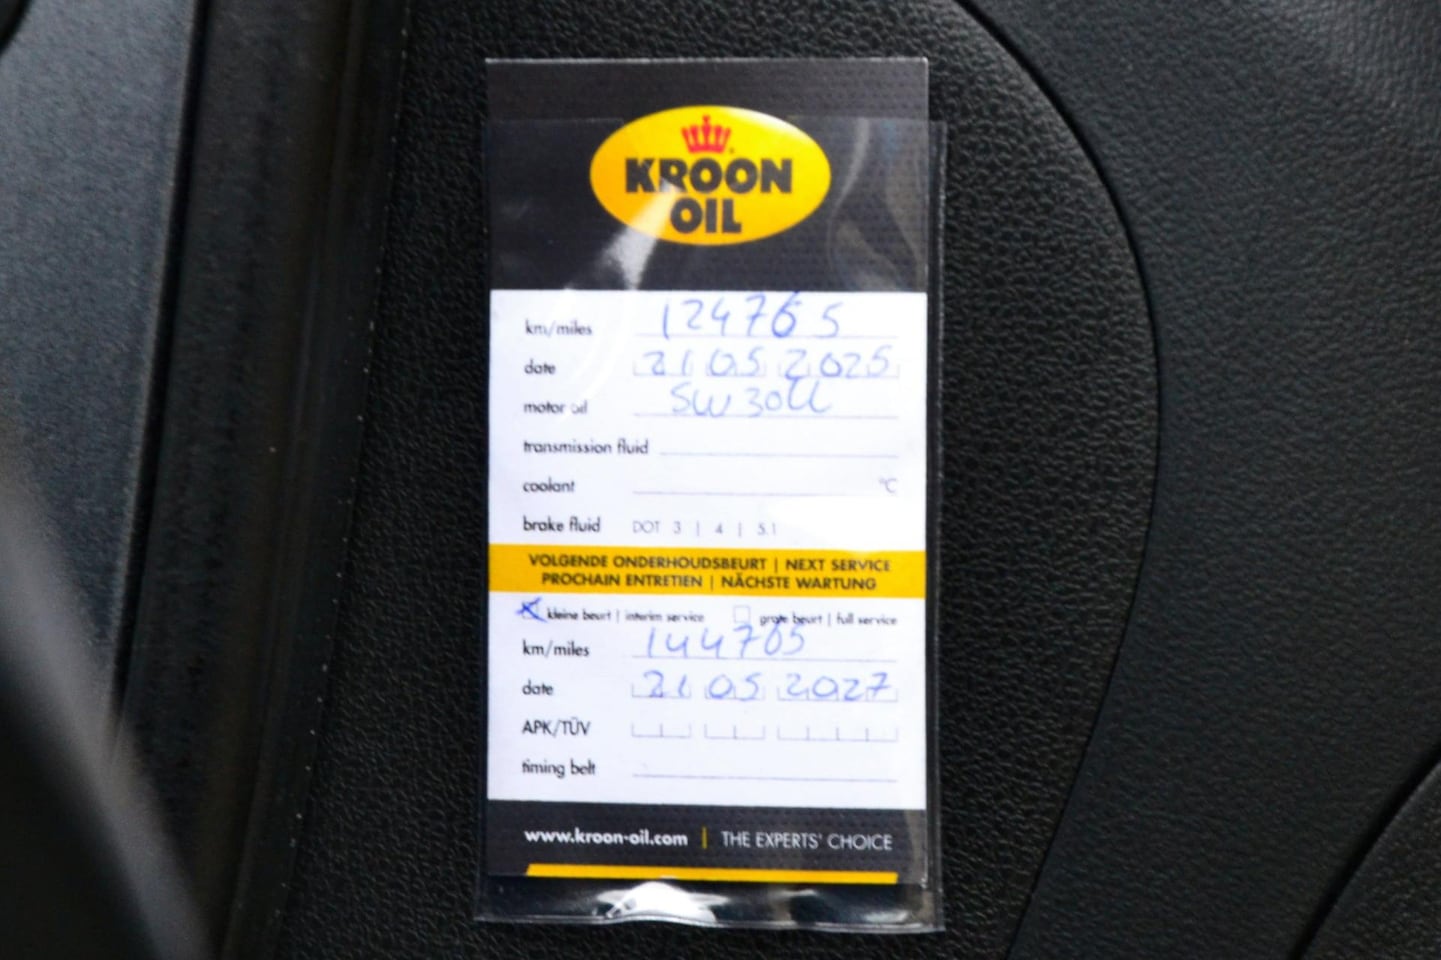 KROON
OIL
km/miles 124765
date 21 05 2025
motor oil 5W30LL
transmission fluid
coolant °C
brake fluid DOT 3 | 4 | 5.1
VOLGENDE ONDERHOUDSBEURT | NEXT SERVICE
PROCHAIN ENTRETIEN | NÄCHSTE WARTUNG
kleine beurt | interim service grote beurt | full service
km/miles 144765
date 21 05 2027
APK/TÜV
timing belt
www.kroon-oil.com | THE EXPERTS' CHOICE